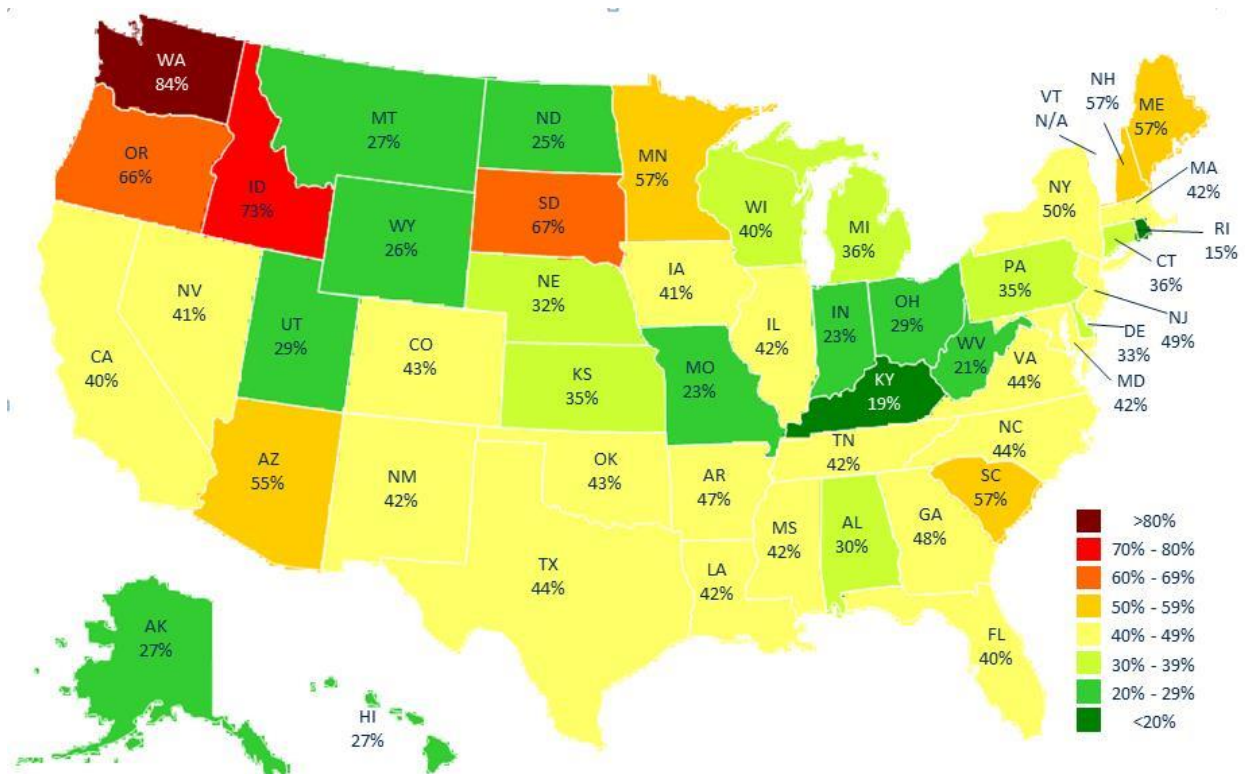 WA
84%
OR
66%
ID
73%
MT
27%
ND
25%
MN
57%
SD
67%
WY
26%
WI
40%
MI
36%
NY
50%
VT
N/A
NH
57%
ME
57%
MA
42%
RI
15%
CT
36%
NJ
49%
DE
33%
MD
42%
PA
35%
NV
41%
UT
29%
CA
40%
CO
43%
NE
32%
IA
41%
KS
35%
MO
23%
IL
42%
IN
23%
OH
29%
WV
21%
VA
44%
KY
19%
NC
44%
TN
42%
SC
57%
AZ
55%
NM
42%
OK
43%
AR
47%
TX
44%
LA
42%
MS
42%
AL
30%
GA
48%
FL
40%
AK
27%
HI
27%
>80%
70% - 80%
60% - 69%
50% - 59%
40% - 49%
30% - 39%
20% - 29%
<20%